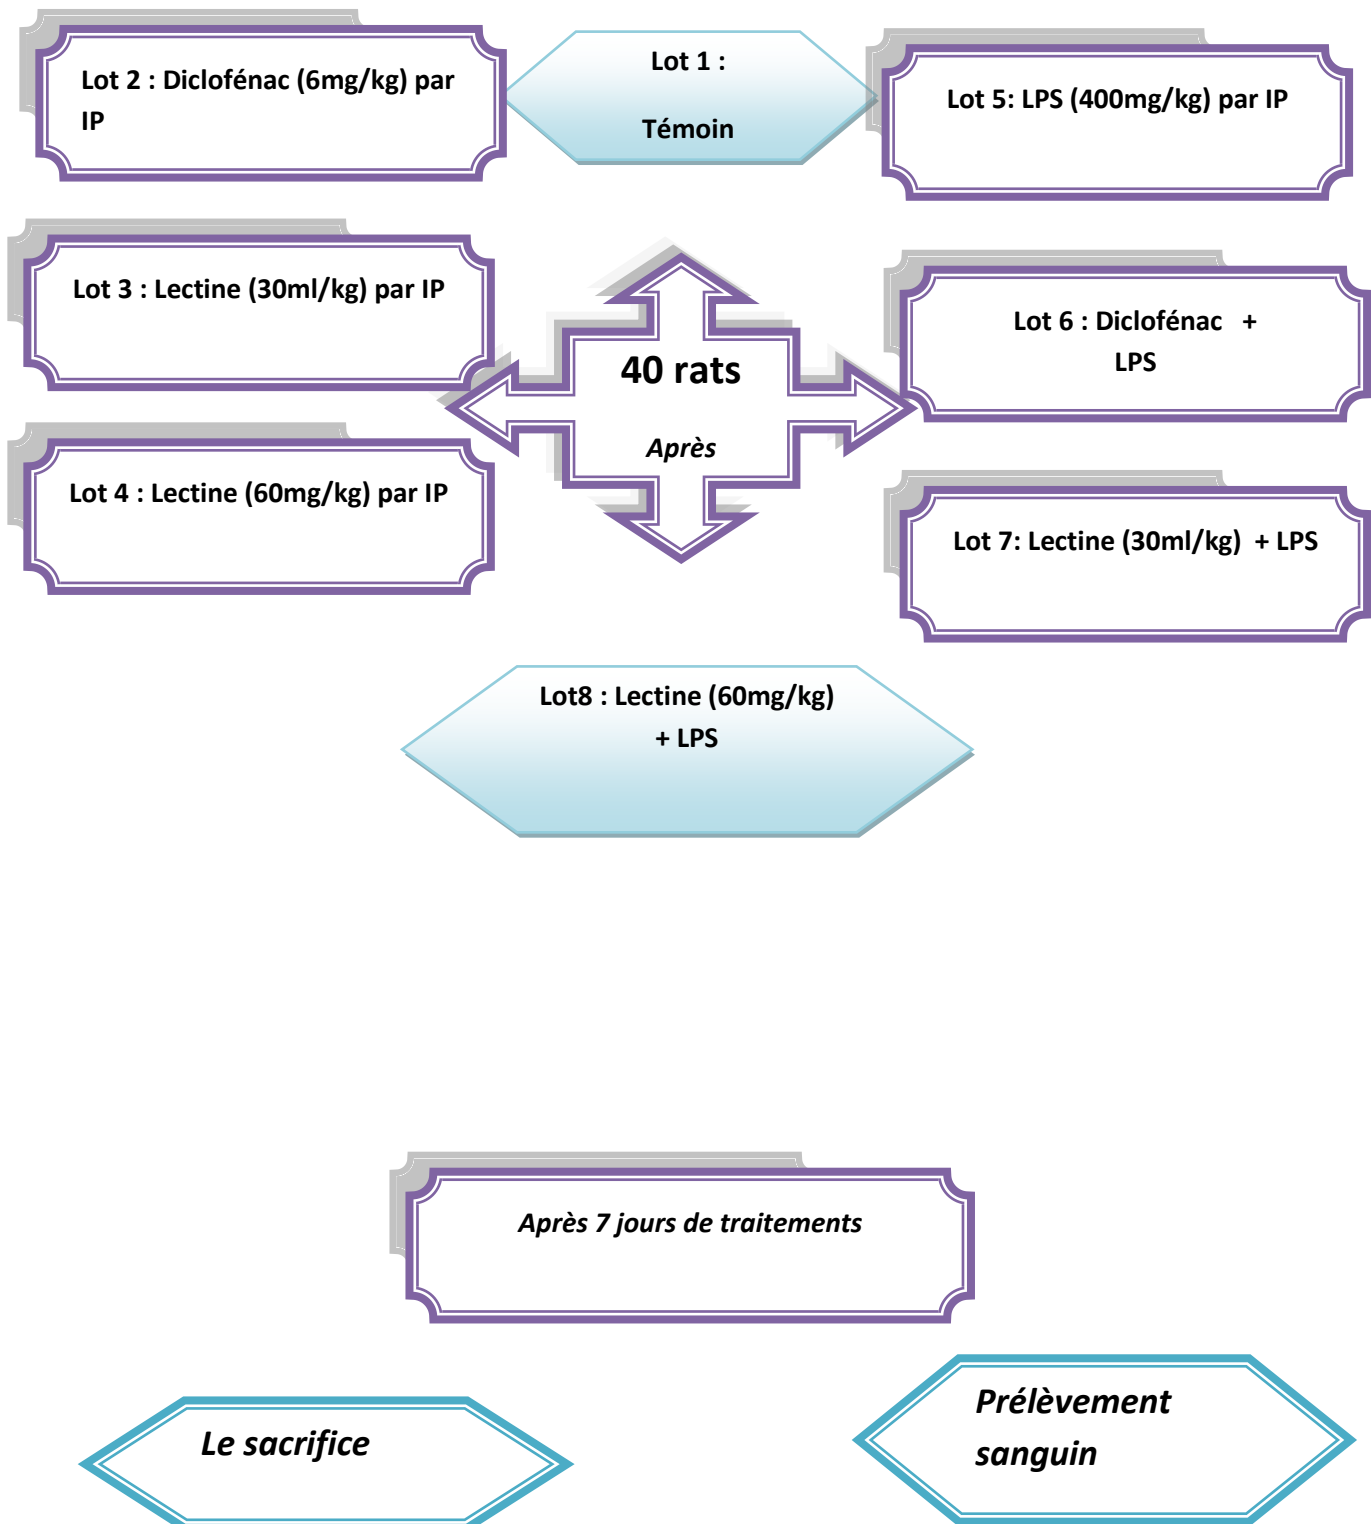 Lot 2 : Diclofénac (6mg/kg) par
IP
Lot 1 :
Témoin
Lot 5: LPS (400mg/kg) par IP
Lot 3 : Lectine (30ml/kg) par IP
40 rats
Après
Lot 6 : Diclofénac +
LPS
Lot 4 : Lectine (60mg/kg) par IP
Lot 7: Lectine (30ml/kg) + LPS
Lot8 : Lectine (60mg/kg)
+ LPS
Après 7 jours de traitements
Le sacrifice
Prélèvement
sanguin